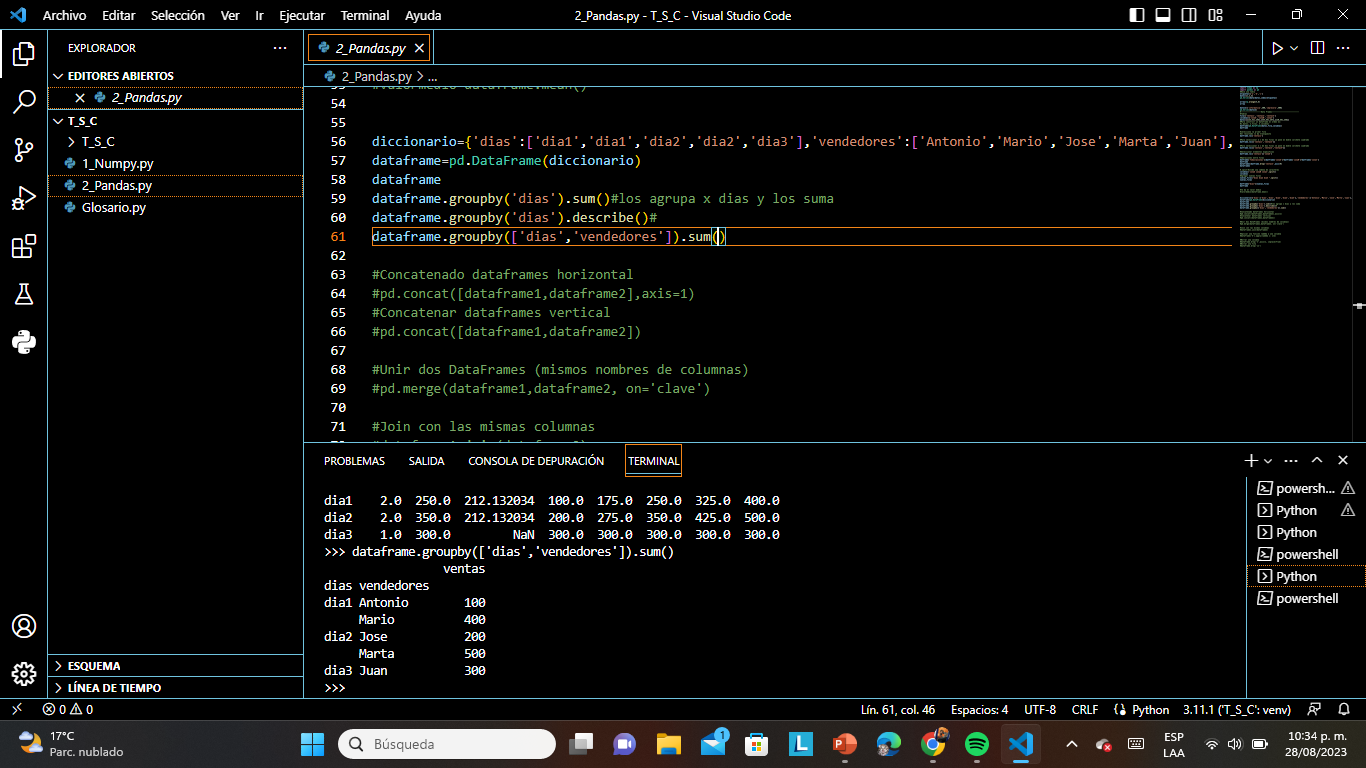 Archivo Editar Selección Ver Ir Ejecutar Terminal Ayuda
2_Pandas.py - T_S_C - Visual Studio Code
EXPLORADOR
EDITORES ABIERTOS
2_Pandas.py
T_S_C
T_S_C
1_Numpy.py
2_Pandas.py
Glosario.py
ESQUEMA
LÍNEA DE TIEMPO
2_Pandas.py
2_Pandas.py > ...
54
55
56 diccionario={'dias':['dia1','dia1','dia2','dia2','dia3'],'vendedores':['Antonio','Mario','Jose','Marta','Juan'],
57 dataframe=pd.DataFrame(diccionario)
58 dataframe
59 dataframe.groupby('dias').sum()#los agrupa x dias y los suma
60 dataframe.groupby('dias').describe()#
61 dataframe.groupby(['dias','vendedores']).sum()
62
63 #Concatenado dataframes horizontal
64 #pd.concat([dataframe1,dataframe2],axis=1)
65 #Concatenar dataframes vertical
66 #pd.concat([dataframe1,dataframe2])
67
68 #Unir dos DataFrames (mismos nombres de columnas)
69 #pd.merge(dataframe1,dataframe2, on='clave')
70
71 #Join con las mismas columnas
PROBLEMAS SALIDA CONSOLA DE DEPURACIÓN TERMINAL
dia1 2.0 250.0 212.132034 100.0 175.0 250.0 325.0 400.0
dia2 2.0 350.0 212.132034 200.0 275.0 350.0 425.0 500.0
dia3 1.0 300.0 NaN 300.0 300.0 300.0 300.0 300.0
>>> dataframe.groupby(['dias','vendedores']).sum()
ventas
dias vendedores
dia1 Antonio 100
Mario 400
dia2 Jose 200
Marta 500
dia3 Juan 300
>>>
powersh...
Python
Python
powershell
Python
powershell
0 0
Lín. 61, col. 46 Espacios: 4 UTF-8 CRLF Python 3.11.1 ('T_S_C': venv)
17°C
Parc. nublado
Búsqueda
1
ESP
LAA
10:34 p. m.
28/08/2023